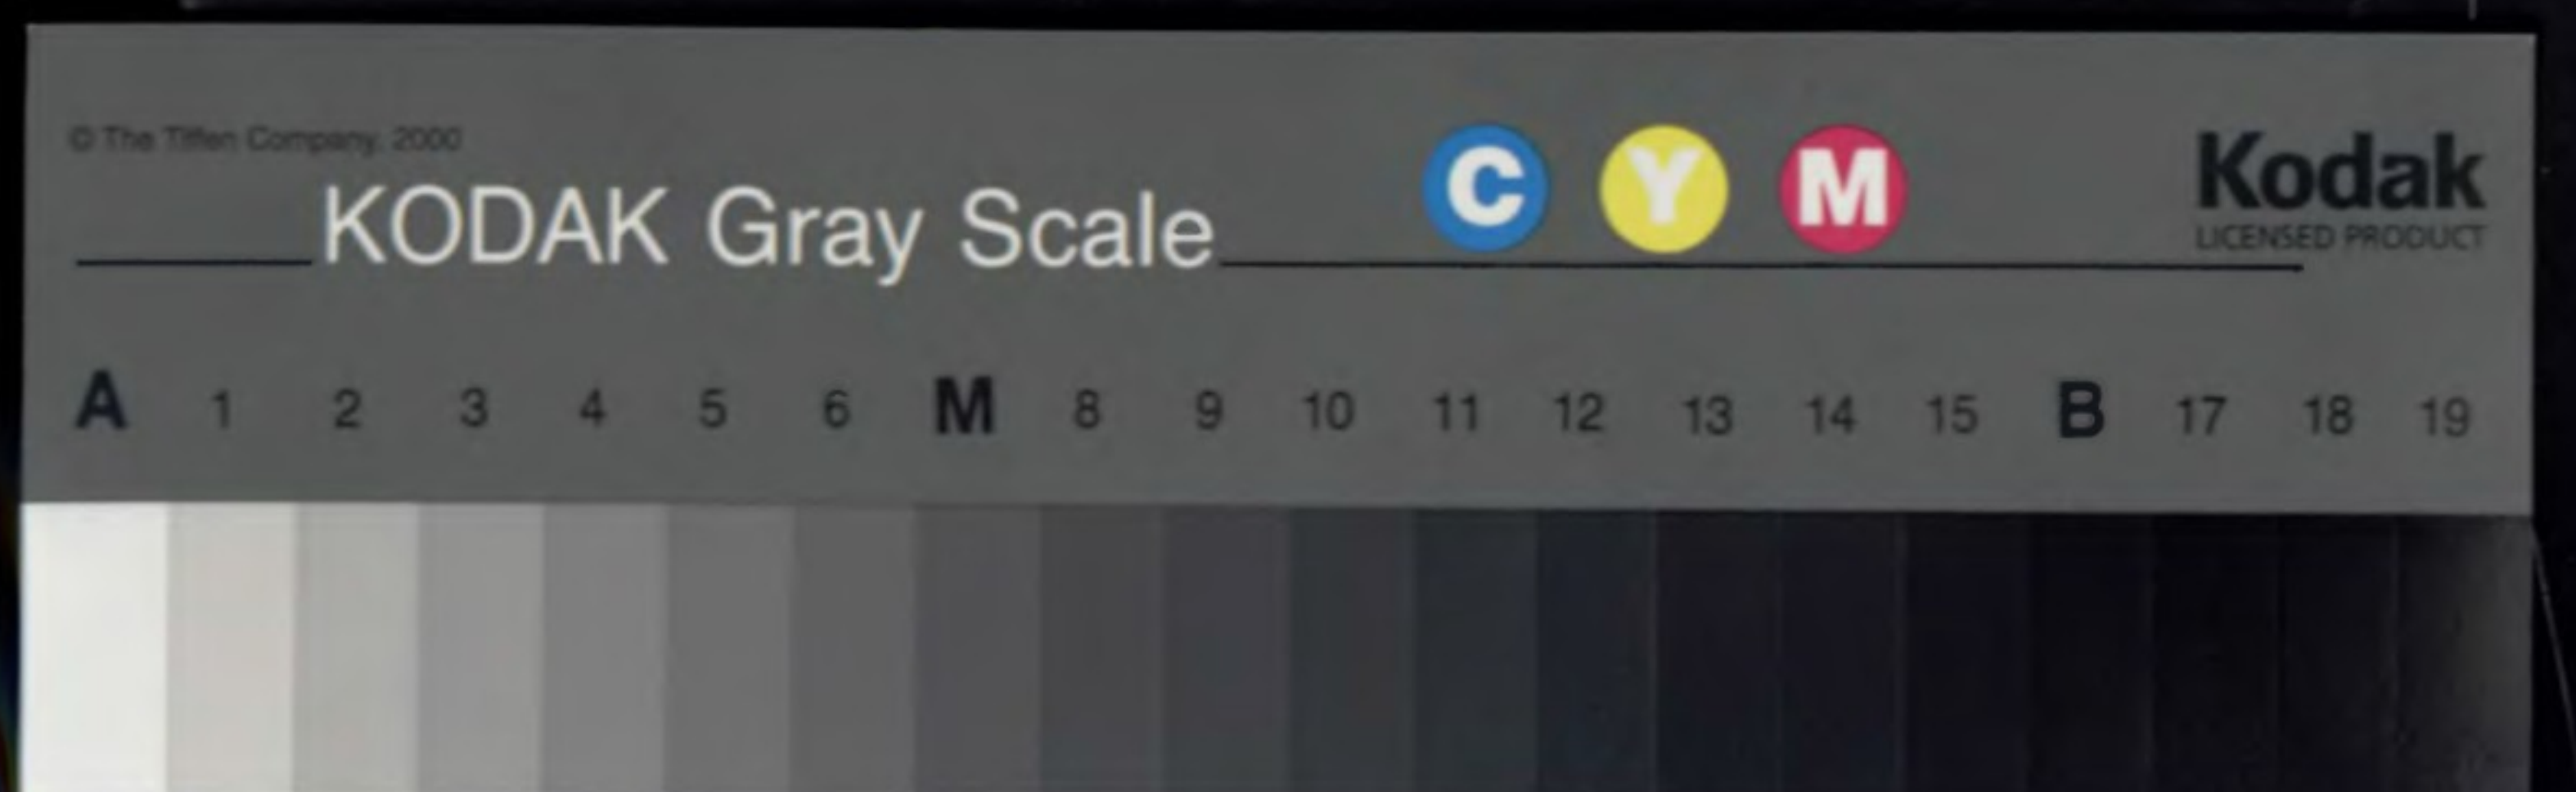 © The Tiffen Company, 2000
KODAK Gray Scale
C Y M
Kodak
LICENSED PRODUCT
A 1 2 3 4 5 6 M 8 9 10 11 12 13 14 15 B 17 18 19